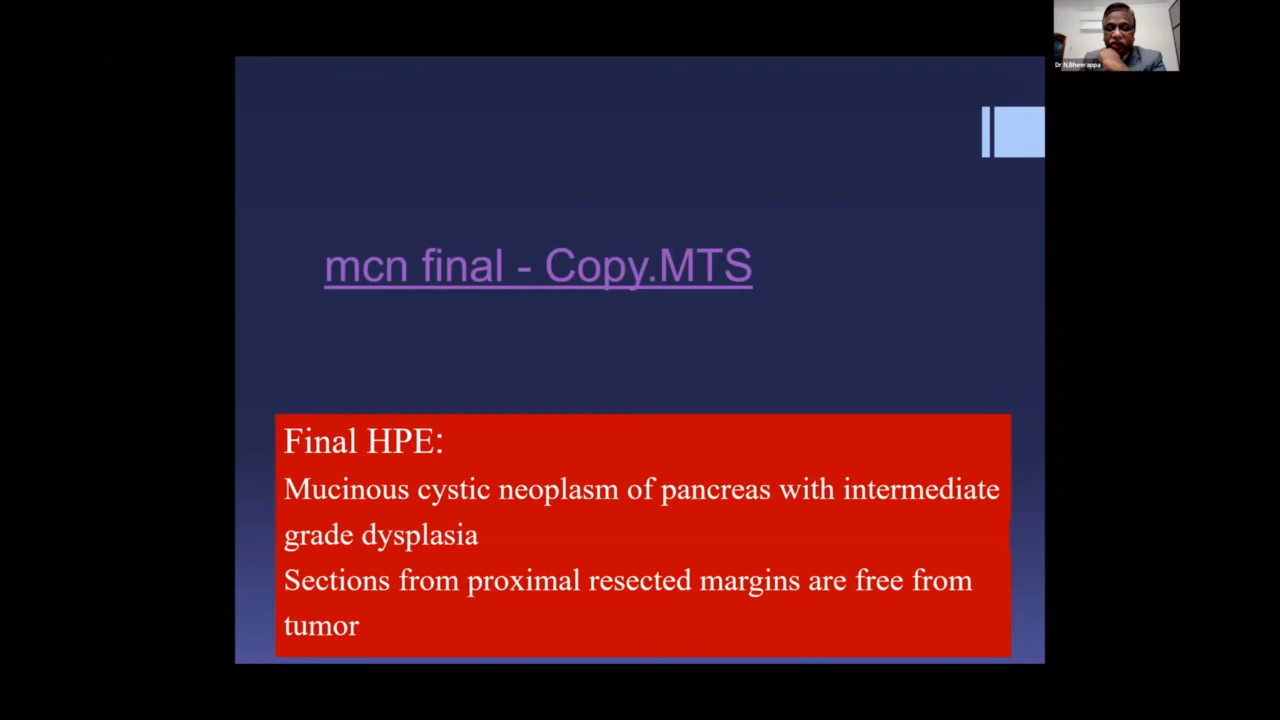 Dr N.Bheerappa
mcn final - Copy.MTS
Final HPE:
Mucinous cystic neoplasm of pancreas with intermediate
grade dysplasia
Sections from proximal resected margins are free from
tumor